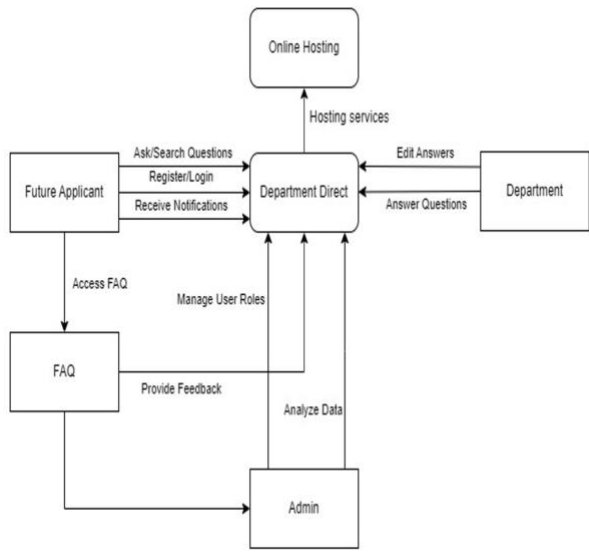 Online Hosting
Hosting services
Ask/Search Questions
Edit Answers
Register/Login
Future Applicant
Department Direct
Department
Receive Notifications
Answer Questions
Access FAQ
Manage User Roles
FAQ
Provide Feedback
Analyze Data
Admin